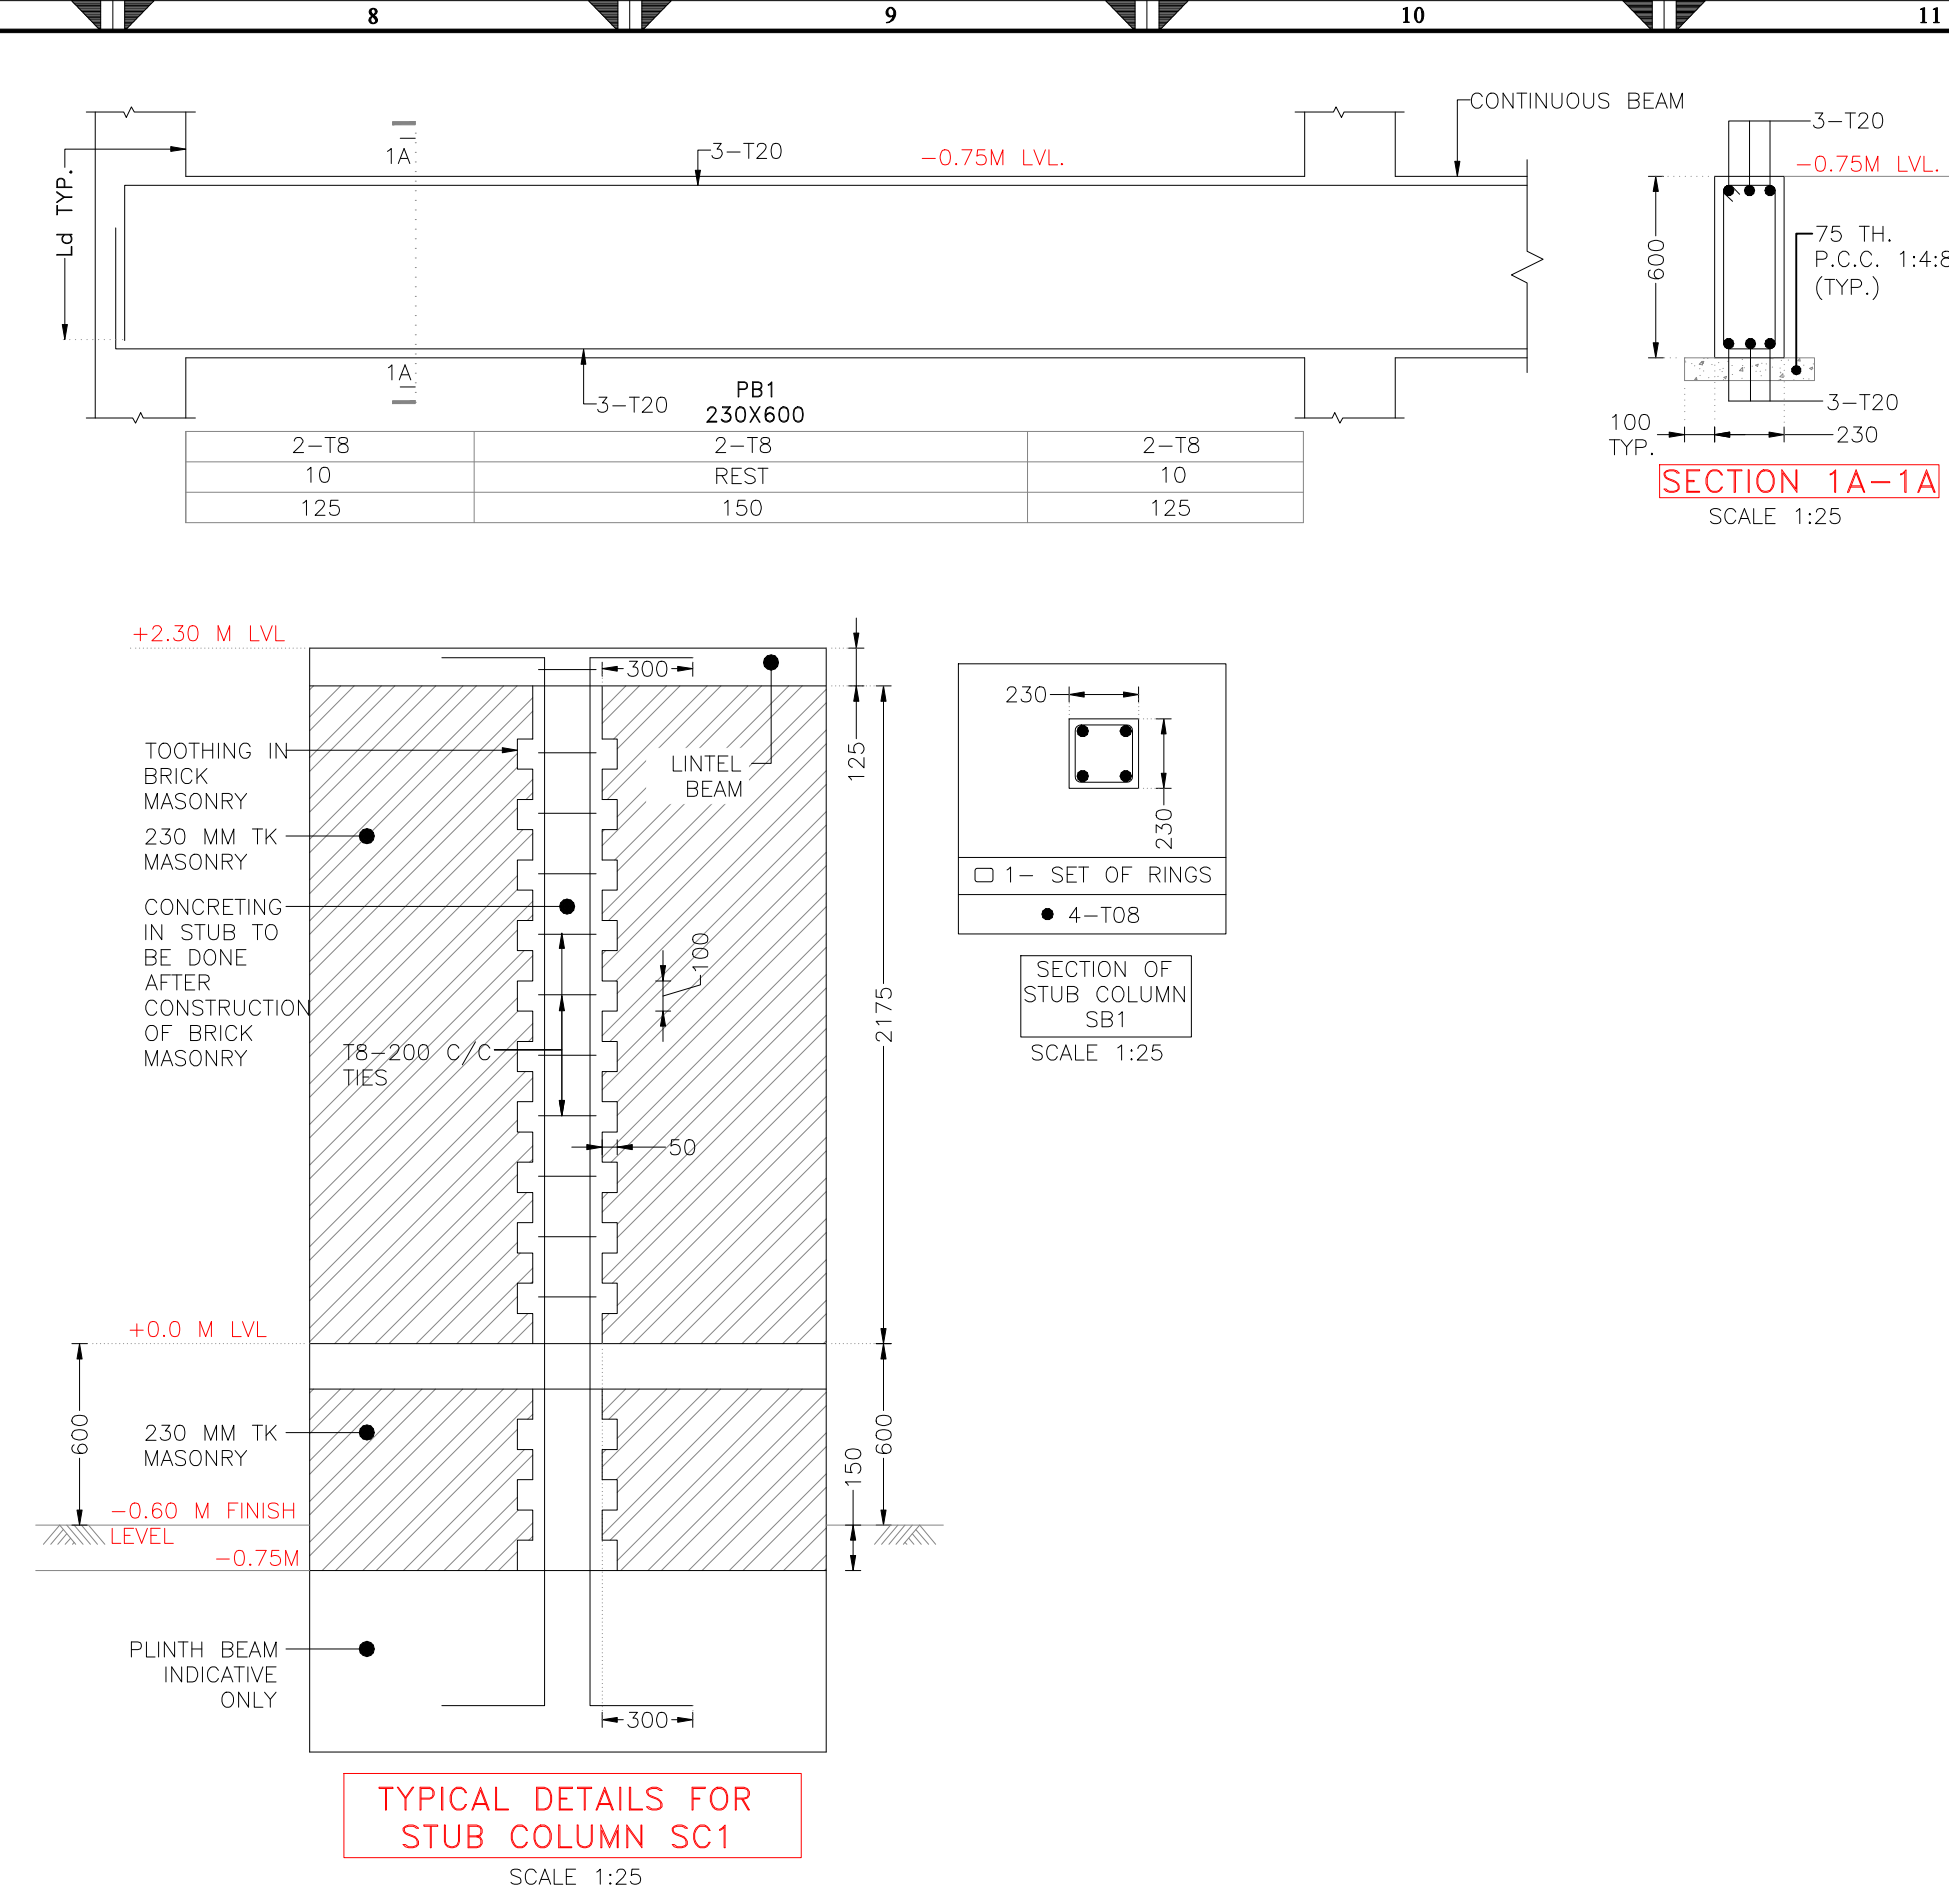 8
9
10
11
CONTINUOUS BEAM
3-T20
1A
3-T20
-0.75M LVL.
-0.75M LVL.
Ld TYP.
600
75 TH.
P.C.C. 1:4:8
(TYP.)
1A
3-T20
PB1
230X600
3-T20
100
TYP.
230
2-T8
2-T8
2-T8
10
REST
10
125
150
125
SECTION 1A-1A
SCALE 1:25
+2.30 M LVL
300
125
TOOTHING IN
BRICK
MASONRY
LINTEL
BEAM
230 MM TK
MASONRY
CONCRETING
IN STUB TO
BE DONE
AFTER
CONSTRUCTION
OF BRICK
MASONRY
100
T8-200 C/C
TIES
2175
50
230
230
1- SET OF RINGS
4-T08
SECTION OF
STUB COLUMN
SB1
SCALE 1:25
+0.0 M LVL
600
230 MM TK
MASONRY
600
150
-0.60 M FINISH
LEVEL
-0.75M
PLINTH BEAM
INDICATIVE
ONLY
300
TYPICAL DETAILS FOR
STUB COLUMN SC1
SCALE 1:25